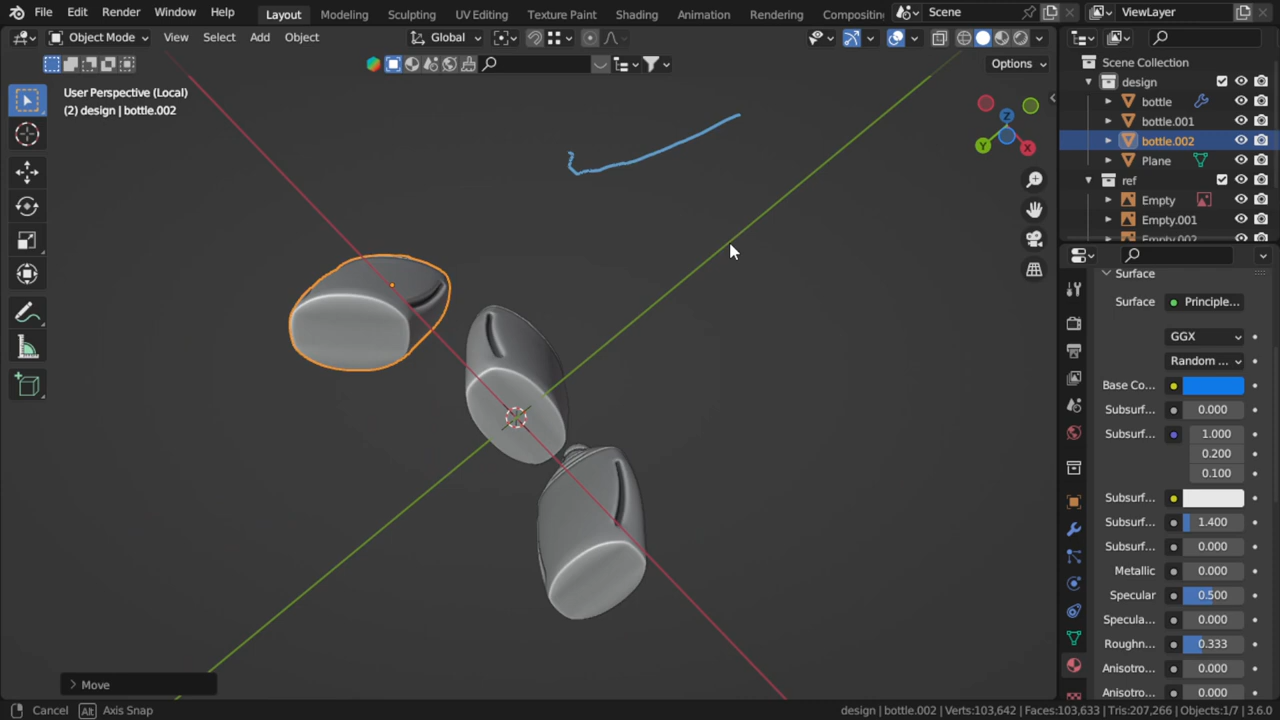 File Edit Render Window Help Layout Modeling Sculpting UV Editing Texture Paint Shading Animation Rendering Compositing Scene ViewLayer
Object Mode View Select Add Object Global
Options
User Perspective (Local)
(2) design | bottle.002
Z
Y
X
Scene Collection
design
bottle
bottle.001
bottle.002
Plane
ref
Empty
Empty.001
Empty.002
Surface
Surface Principle...
GGX
Random ...
Base Co...
Subsurf... 0.000
Subsurf... 1.000
0.200
0.100
Subsurf...
Subsurf... 1.400
Subsurf... 0.000
Metallic 0.000
Specular 0.500
Specula... 0.000
Roughn... 0.333
Anisotro... 0.000
Anisotro... 0.000
Move
Cancel Alt Axis Snap
design | bottle.002 | Verts:103,642 | Faces:103,633 | Tris:207,266 | Objects:1/7 | 3.6.0